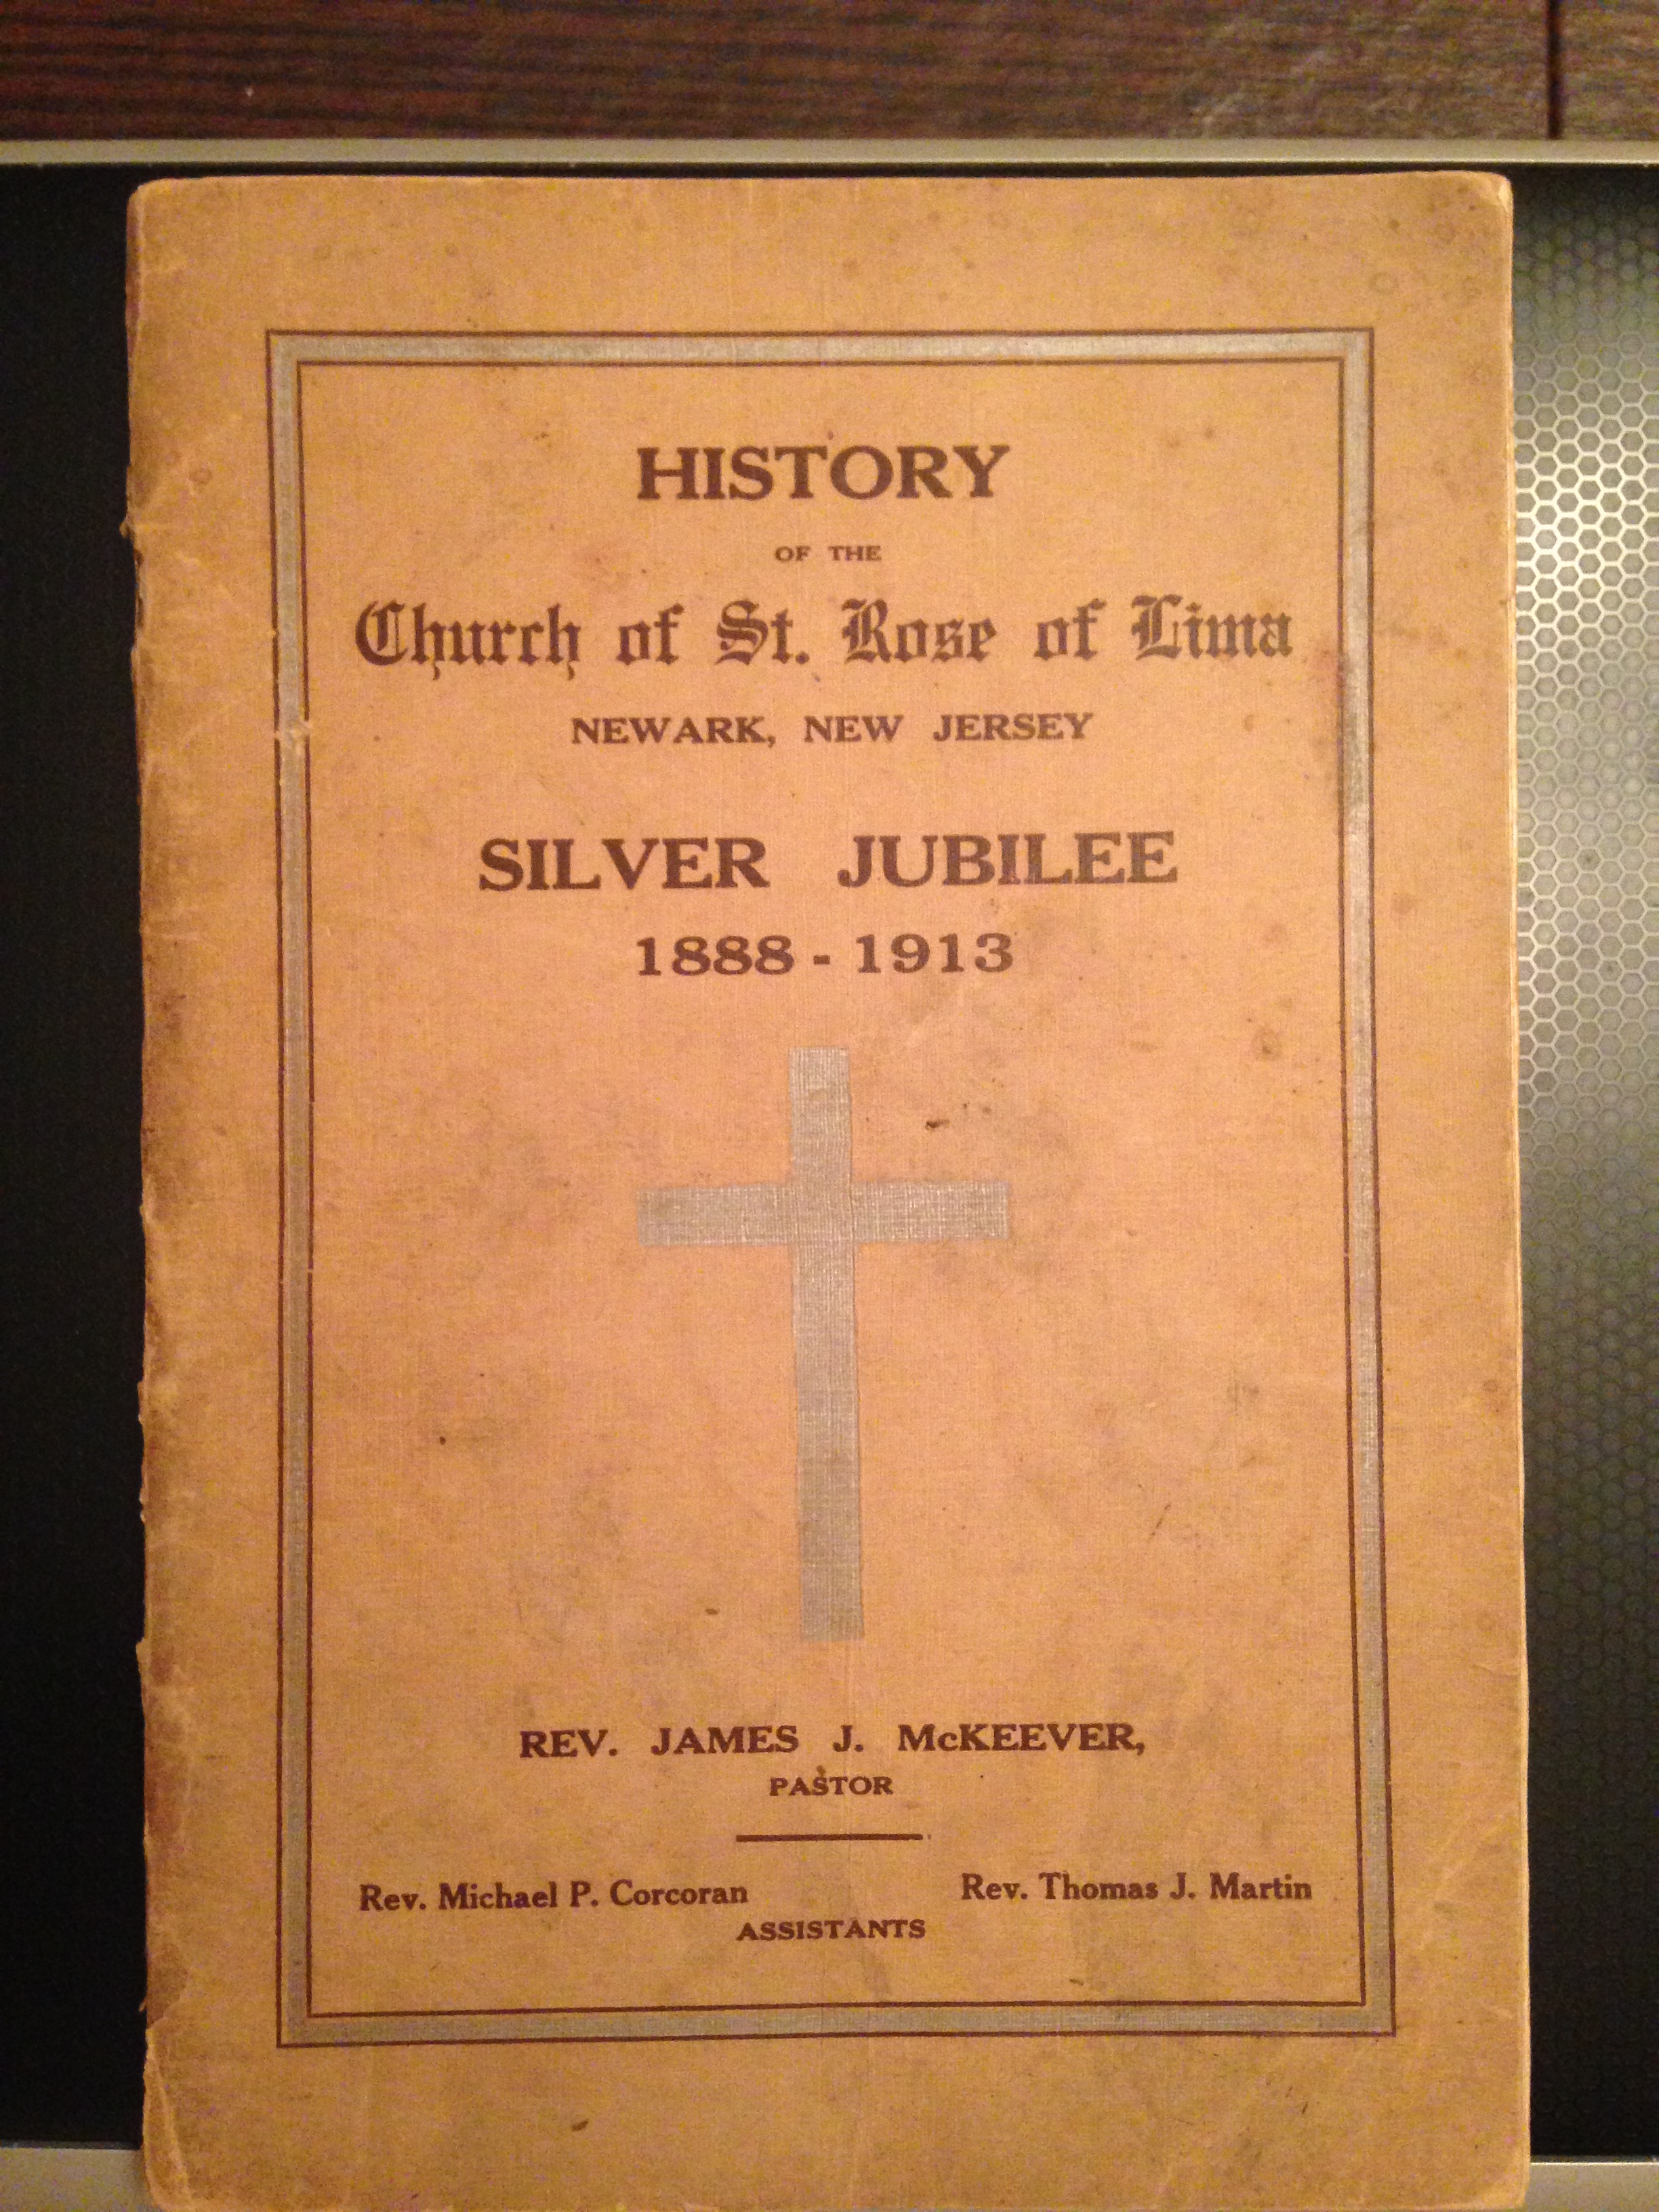 HISTORY
OF THE
Church of St. Rose of Lima
NEWARK, NEW JERSEY
SILVER JUBILEE
1888 - 1913
REV. JAMES J. McKEEVER,
PASTOR
Rev. Michael P. Corcoran Rev. Thomas J. Martin
ASSISTANTS